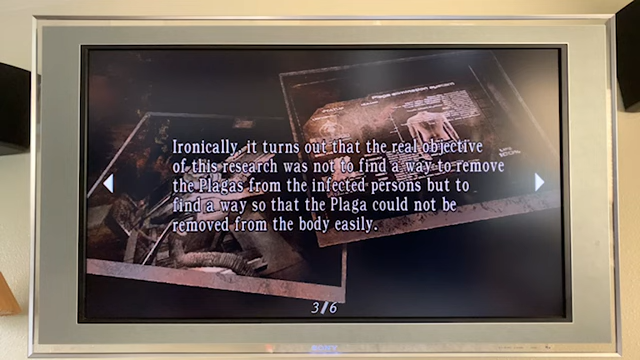 Ironically, it turns out that the real objective
of this research was not to find a way to remove
the Plagas from the infected persons but to
find a way so that the Plaga could not be
removed from the body easily.
3/6